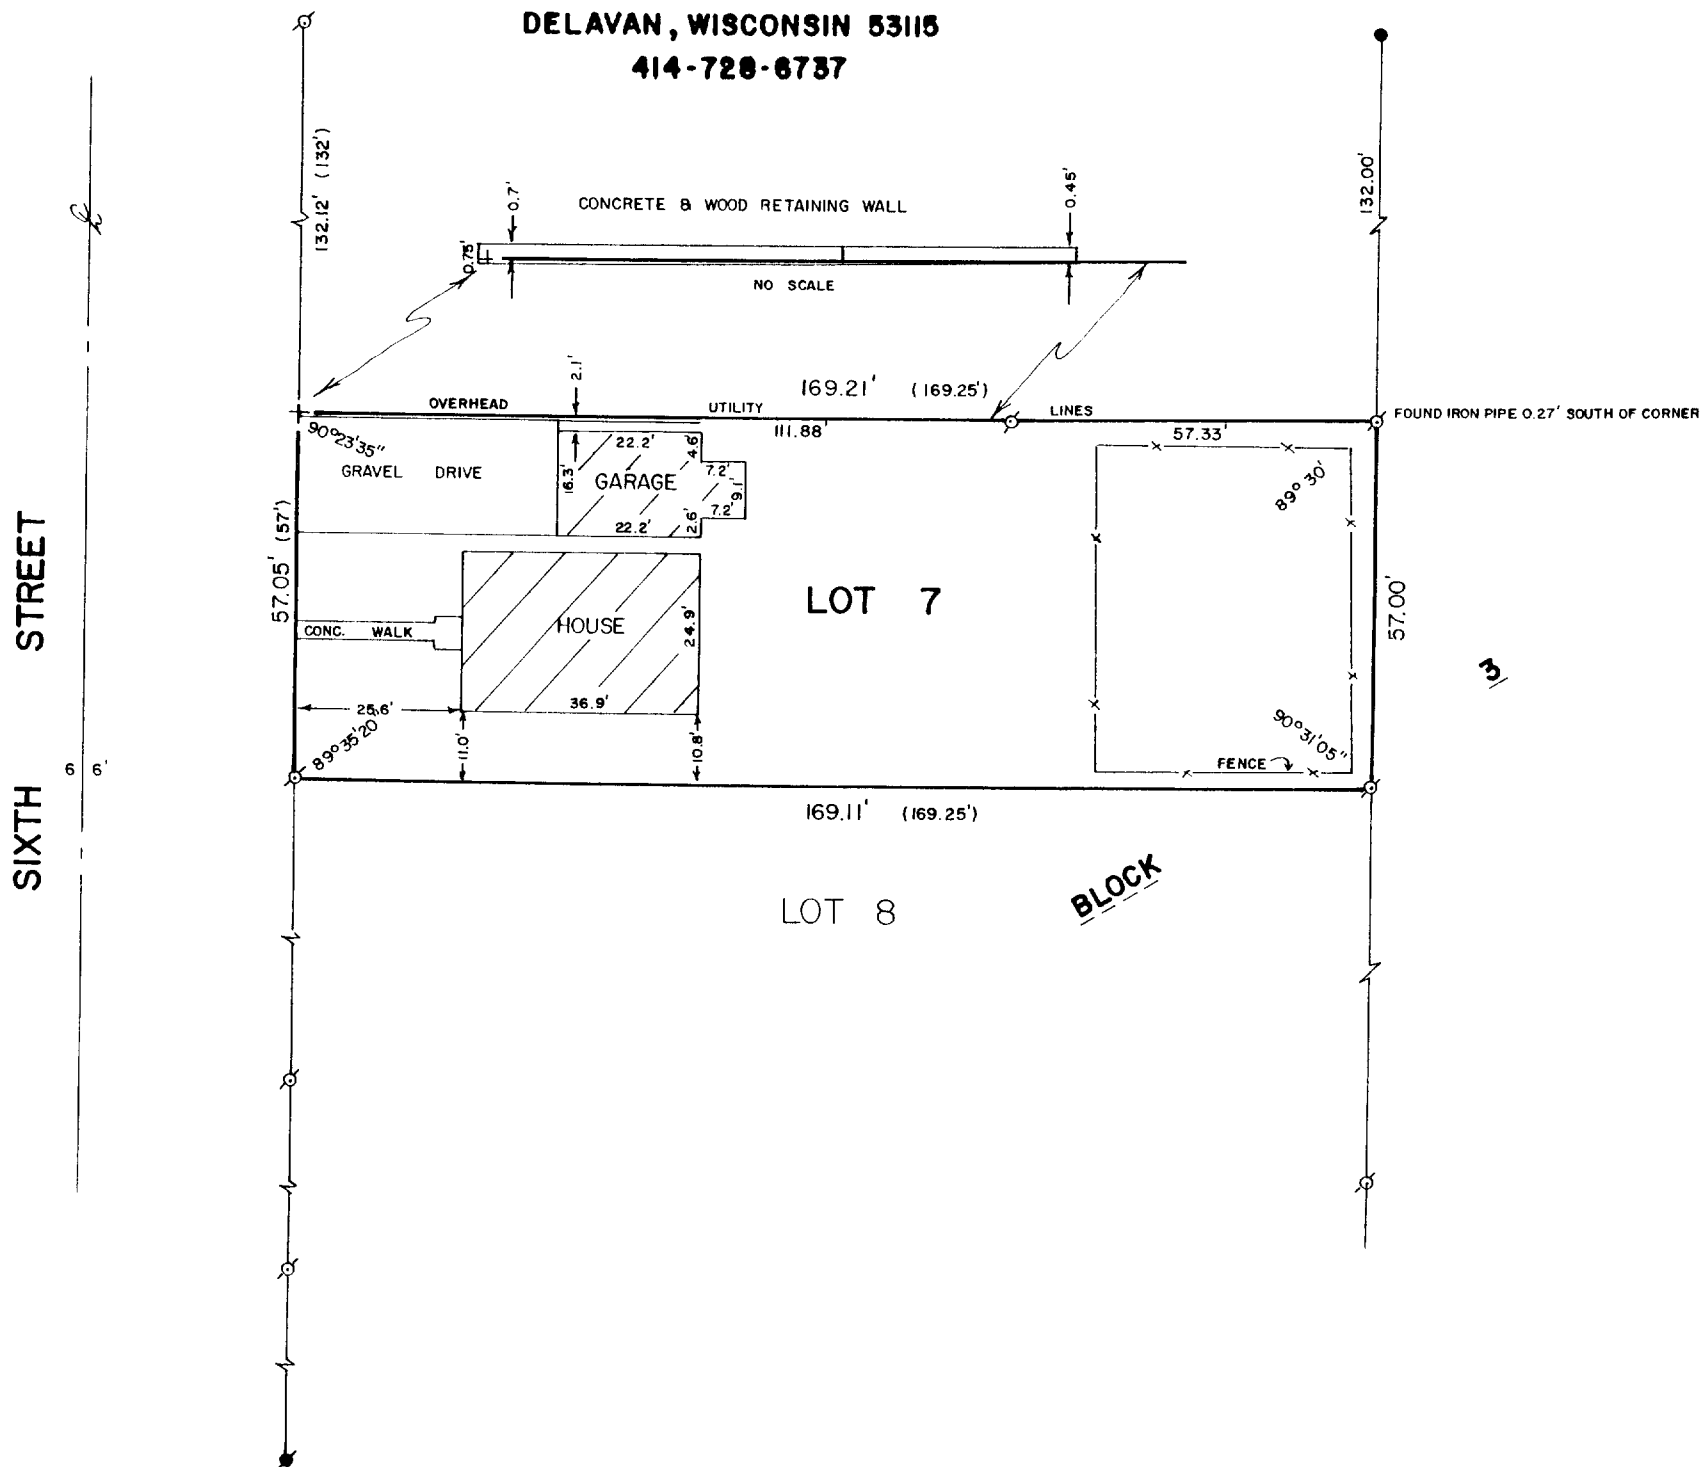 DELAVAN, WISCONSIN 53115
414-728-6737
132.12' (132')
132.00'
0.7'
CONCRETE & WOOD RETAINING WALL
0.45'
0.75'
NO SCALE
2.1'
169.21' (169.25')
OVERHEAD UTILITY LINES
111.88'
57.33'
FOUND IRON PIPE 0.27' SOUTH OF CORNER
90°23'35"
GRAVEL DRIVE
22.2'
4.6'
16.3'
GARAGE
7.2'
9.1'
7.2'
22.2'
2.6'
89°30'
57.05' (57')
SIXTH STREET
66'
CONC. WALK
HOUSE
24.9'
36.9'
25.6'
89°35'20"
11.0'
10.8'
LOT 7
57.00'
90°31'05"
FENCE
169.11' (169.25')
LOT 8
BLOCK 3